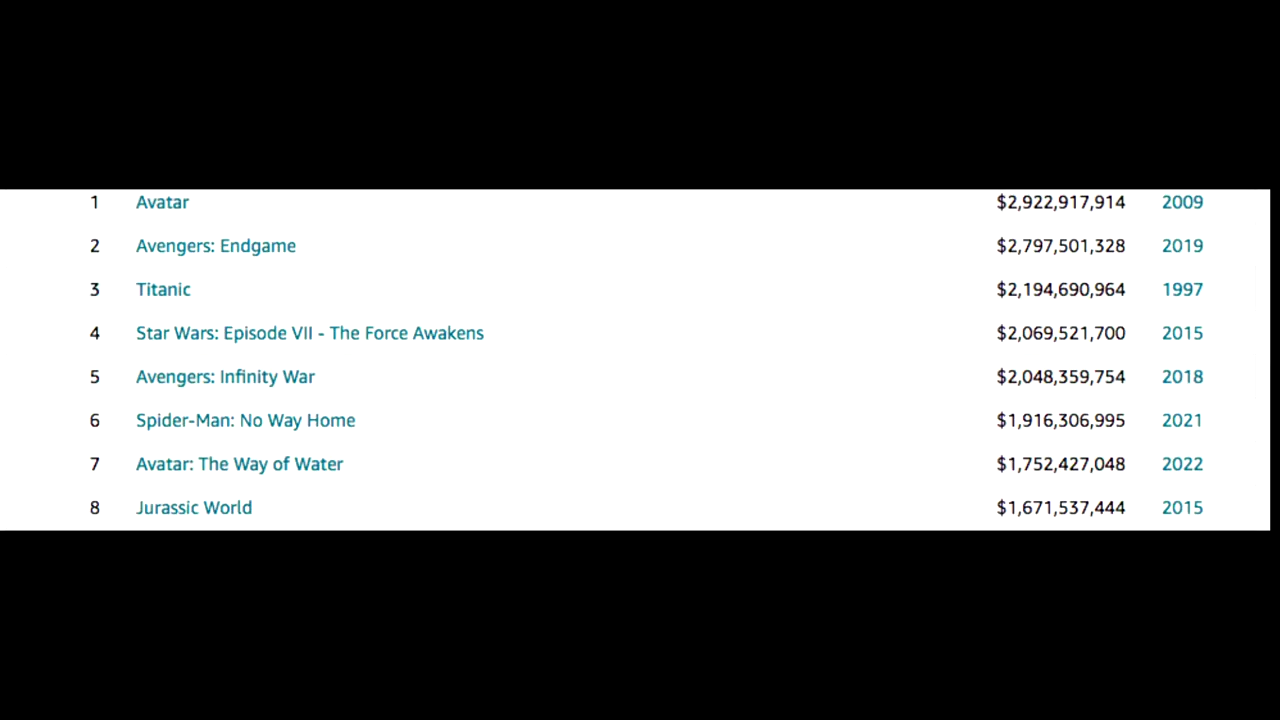 1 Avatar $2,922,917,914 2009
2 Avengers: Endgame $2,797,501,328 2019
3 Titanic $2,194,690,964 1997
4 Star Wars: Episode VII - The Force Awakens $2,069,521,700 2015
5 Avengers: Infinity War $2,048,359,754 2018
6 Spider-Man: No Way Home $1,916,306,995 2021
7 Avatar: The Way of Water $1,752,427,048 2022
8 Jurassic World $1,671,537,444 2015